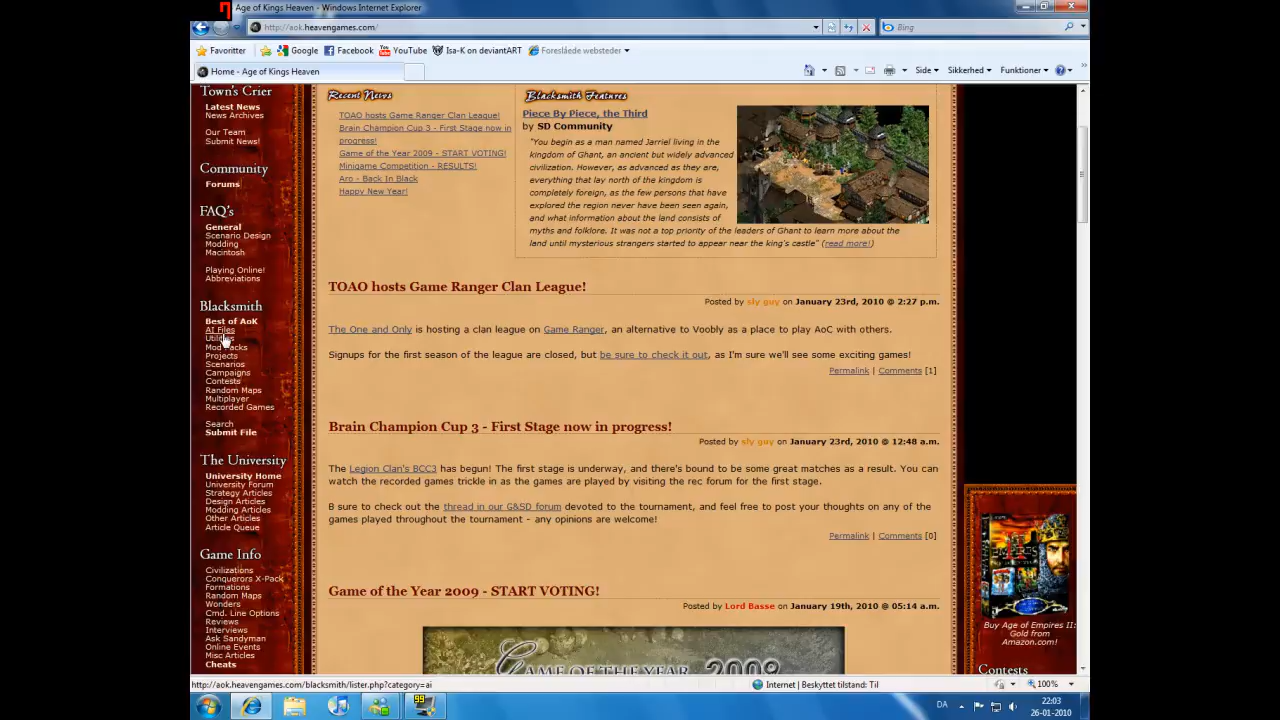 Age of Kings Heaven - Windows Internet Explorer
http://aok.heavengames.com/
Bing
Favoritter
Google
Facebook
YouTube
Isa-K on deviantART
Foreslåede websteder
Home - Age of Kings Heaven
Side
Sikkerhed
Funktioner
Town's Crier
Latest News
News Archives
Our Team
Submit News!
Community
Forums
FAQ's
General
Scenario Design
Modding
Macintosh
Playing Online!
Abbreviations
Blacksmith
Best of AoK
AI Files
Utilities
Mod Packs
Projects
Scenarios
Campaigns
Contests
Random Maps
Multiplayer
Recorded Games
Search
Submit File
The University
University Home
University Forum
Strategy Articles
Design Articles
Modding Articles
Other Articles
Article Queue
Game Info
Civilizations
Conquerors X-Pack
Formations
Random Maps
Wonders
Cmd. Line Options
Reviews
Interviews
Ask Sandyman
Online Events
Misc Articles
Cheats
Recent News
TOAO hosts Game Ranger Clan League!
Brain Champion Cup 3 - First Stage now in
progress!
Game of the Year 2009 - START VOTING!
Minigame Competition - RESULTS!
Aro - Back In Black
Happy New Year!
Blacksmith Features
Piece By Piece, the Third
by SD Community
"You begin as a man named Jarriel living in the
kingdom of Ghant, an ancient but widely advanced
civilization. However, as advanced as they are,
everything that lay north of the kingdom is
completely foreign, as the few persons that have
explored the region never have been seen again,
and what information about the land consists of
myths and folklore. It was not a top priority of the leaders of Ghant to learn more about the
land until mysterious strangers started to appear near the king's castle" (read more!)
TOAO hosts Game Ranger Clan League!
Posted by sly guy on January 23rd, 2010 @ 2:27 p.m.
The One and Only is hosting a clan league on Game Ranger, an alternative to Voobly as a place to play AoC with others.
Signups for the first season of the league are closed, but be sure to check it out, as I'm sure we'll see some exciting games!
Permalink | Comments [1]
Brain Champion Cup 3 - First Stage now in progress!
Posted by sly guy on January 23rd, 2010 @ 12:48 a.m.
The Legion Clan's BCC3 has begun! The first stage is underway, and there's bound to be some great matches as a result. You can
watch the recorded games trickle in as the games are played by visiting the rec forum for the first stage.
B sure to check out the thread in our G&SD forum devoted to the tournament, and feel free to post your thoughts on any of the
games played throughout the tournament - any opinions are welcome!
Permalink | Comments [0]
Game of the Year 2009 - START VOTING!
Posted by Lord Basse on January 19th, 2010 @ 05:14 a.m.
GAME OF THE YEAR 2009
Buy Age of Empires II:
Gold from
Amazon.com!
Contests
http://aok.heavengames.com/blacksmith/lister.php?category=ai
Internet | Beskyttet tilstand: Til
100%
99
DA
22:03
26-01-2010